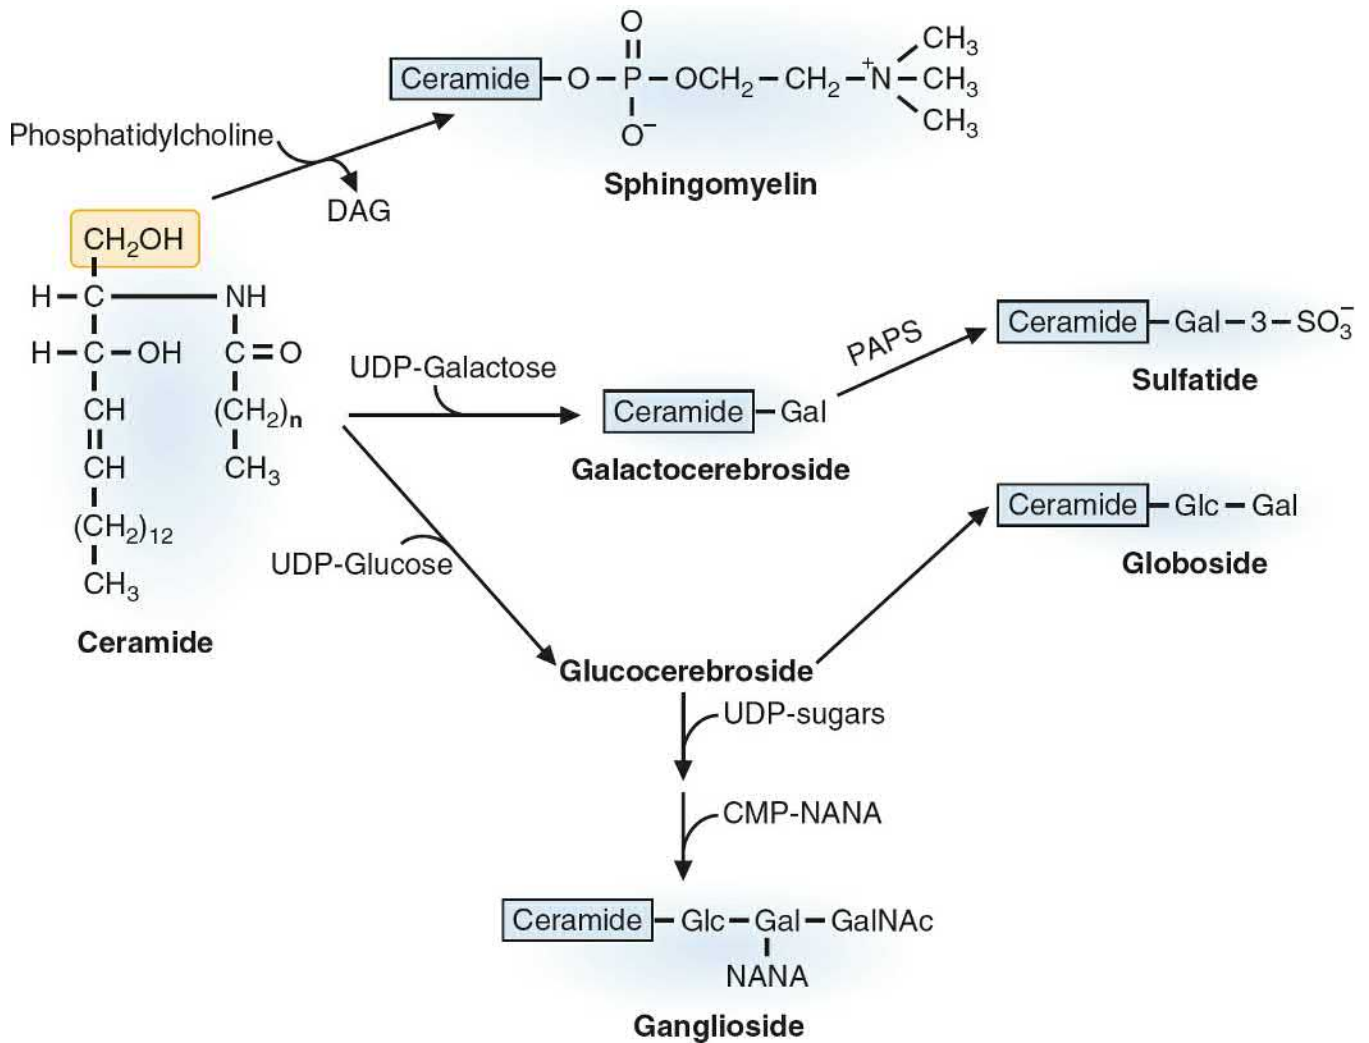 O
Ceramide – O – P – OCH₂ – CH₂ – ⁺N – CH₃
CH₃
CH₃
O⁻
Phosphatidylcholine
DAG
Sphingomyelin
CH₂OH
H – C – NH
H – C – OH C = O
CH (CH₂)n
CH CH₃
(CH₂)₁₂
CH₃
Ceramide
UDP-Galactose
Ceramide – Gal
Galactocerebroside
PAPS
Ceramide – Gal – 3 – SO₃⁻
Sulfatide
UDP-Glucose
Ceramide – Glc – Gal
Globoside
Glucocerebroside
UDP-sugars
CMP-NANA
Ceramide – Glc – Gal – GalNAc
NANA
Ganglioside